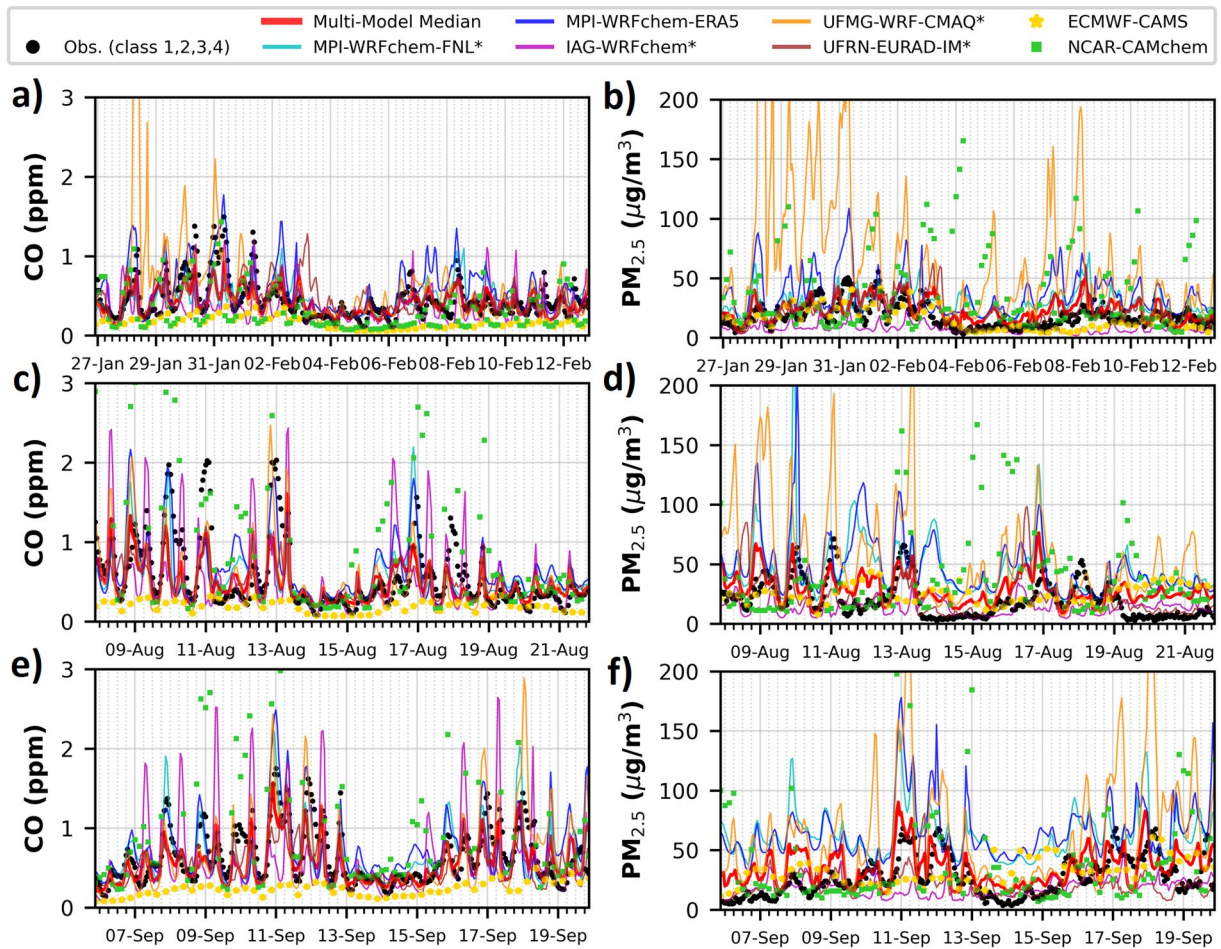 Multi-Model Median MPI-WRFchem-ERA5 UFMG-WRF-CMAQ* ECMWF-CAMS
Obs. (class 1,2,3,4) MPI-WRFchem-FNL* IAG-WRFchem* UFRN-EURAD-IM* NCAR-CAMchem
a)
CO (ppm)
3
2
1
0
27-Jan 29-Jan 31-Jan 02-Feb 04-Feb 06-Feb 08-Feb 10-Feb 12-Feb
b)
PM2.5 (μg/m³)
200
150
100
50
0
27-Jan 29-Jan 31-Jan 02-Feb 04-Feb 06-Feb 08-Feb 10-Feb 12-Feb
c)
CO (ppm)
3
2
1
0
09-Aug 11-Aug 13-Aug 15-Aug 17-Aug 19-Aug 21-Aug
d)
PM2.5 (μg/m³)
200
150
100
50
0
09-Aug 11-Aug 13-Aug 15-Aug 17-Aug 19-Aug 21-Aug
e)
CO (ppm)
3
2
1
0
07-Sep 09-Sep 11-Sep 13-Sep 15-Sep 17-Sep 19-Sep
f)
PM2.5 (μg/m³)
200
150
100
50
0
07-Sep 09-Sep 11-Sep 13-Sep 15-Sep 17-Sep 19-Sep